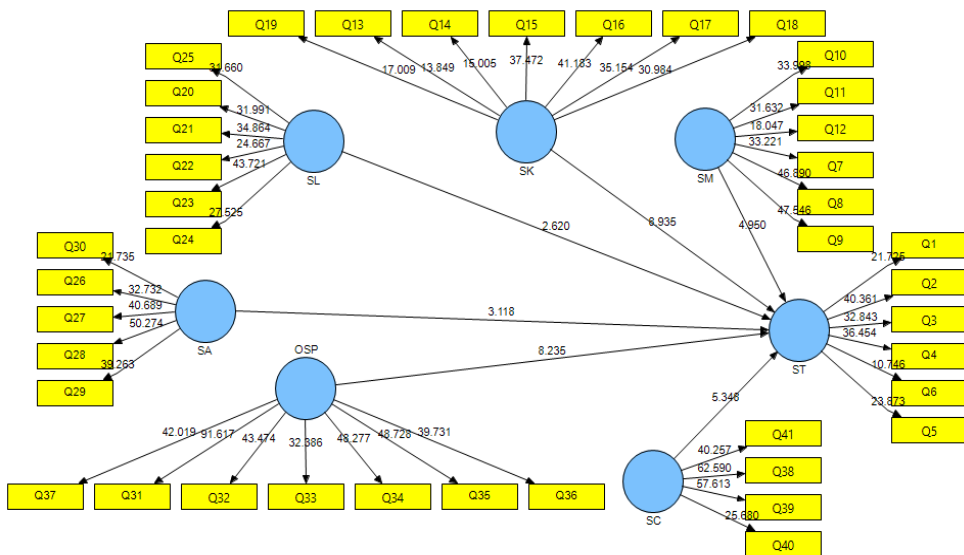 Q19
Q13
Q14
Q15
Q16
Q17
Q18
17.009
13.849
15.005
37.472
41.183
35.154
30.984
SK
Q25
Q20
Q21
Q22
Q23
Q24
31.660
31.991
34.864
24.667
43.721
27.525
SL
Q10
Q11
Q12
Q7
Q8
Q9
33.998
31.632
18.047
33.221
46.890
47.546
SM
2.620
8.935
4.950
Q30
Q26
Q27
Q28
Q29
21.735
32.732
40.689
50.274
39.263
SA
3.118
OSP
8.235
5.348
Q1
Q2
Q3
Q4
Q6
Q5
21.725
40.361
32.843
36.454
10.746
23.873
ST
42.019
91.617
43.474
32.386
48.277
48.728
39.731
Q37
Q31
Q32
Q33
Q34
Q35
Q36
SC
40.257
62.590
57.613
25.680
Q41
Q38
Q39
Q40